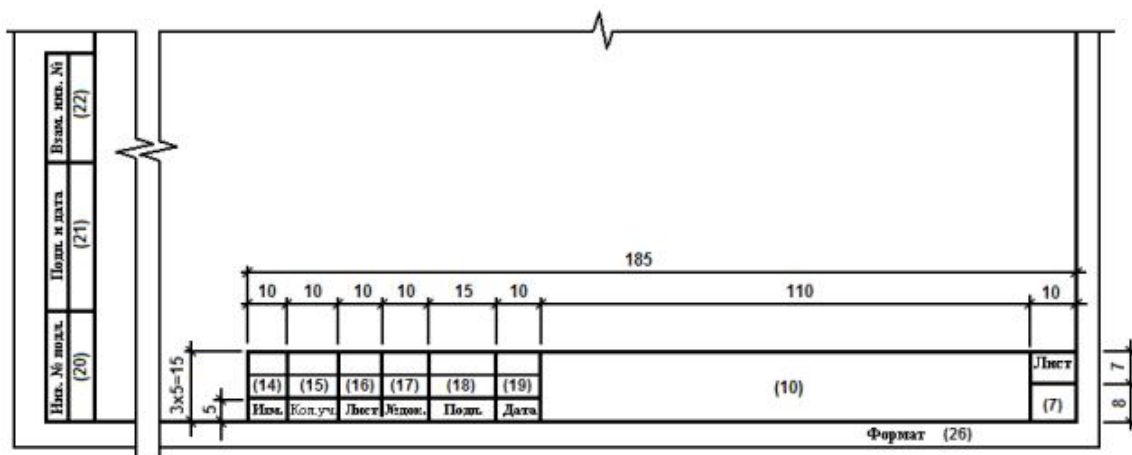 Взам. инв. №
(22)
Подп. и дата
(21)
Инв. № подл.
(20)
185
10 10 10 10 15 10 110 10
3x5=15
5
(14) (15) (16) (17) (18) (19)
Изм. Кол.уч. Лист №док. Подп. Дата
(10)
Лист
(7)
7
8
Формат (26)